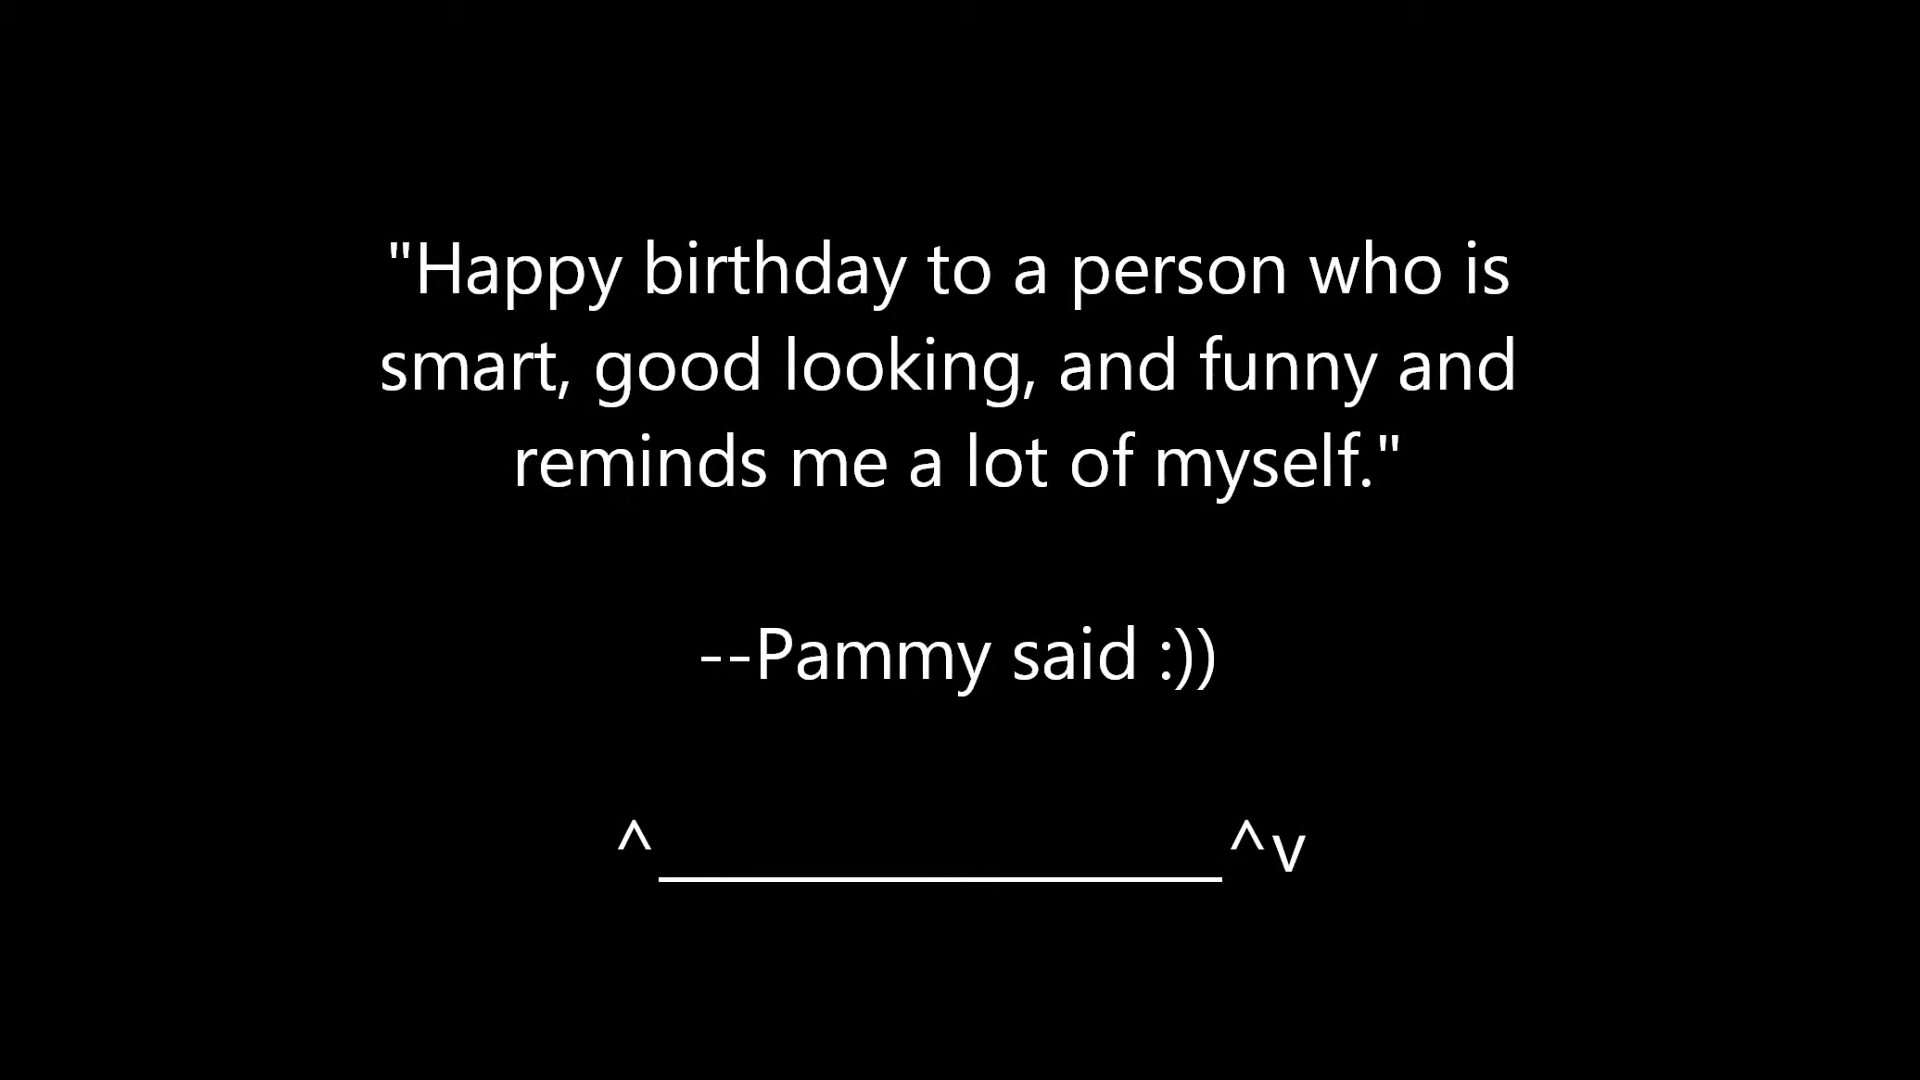 "Happy birthday to a person who is
smart, good looking, and funny and
reminds me a lot of myself."
--Pammy said :))
^_________________^v